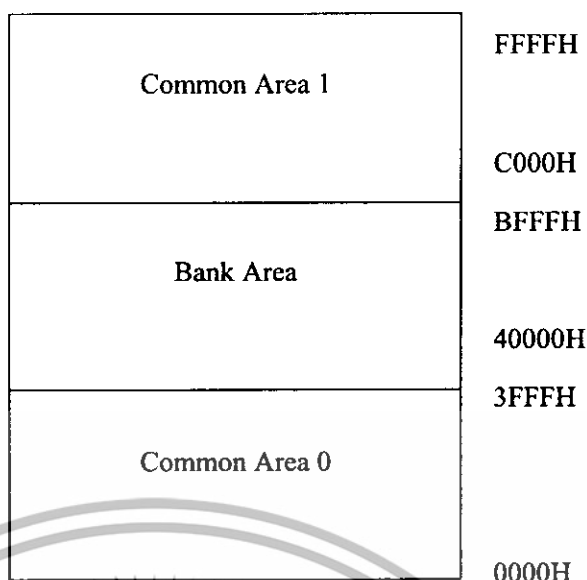 FFFFH
Common Area 1
C000H
BFFFH
Bank Area
40000H
3FFFH
Common Area 0
0000H